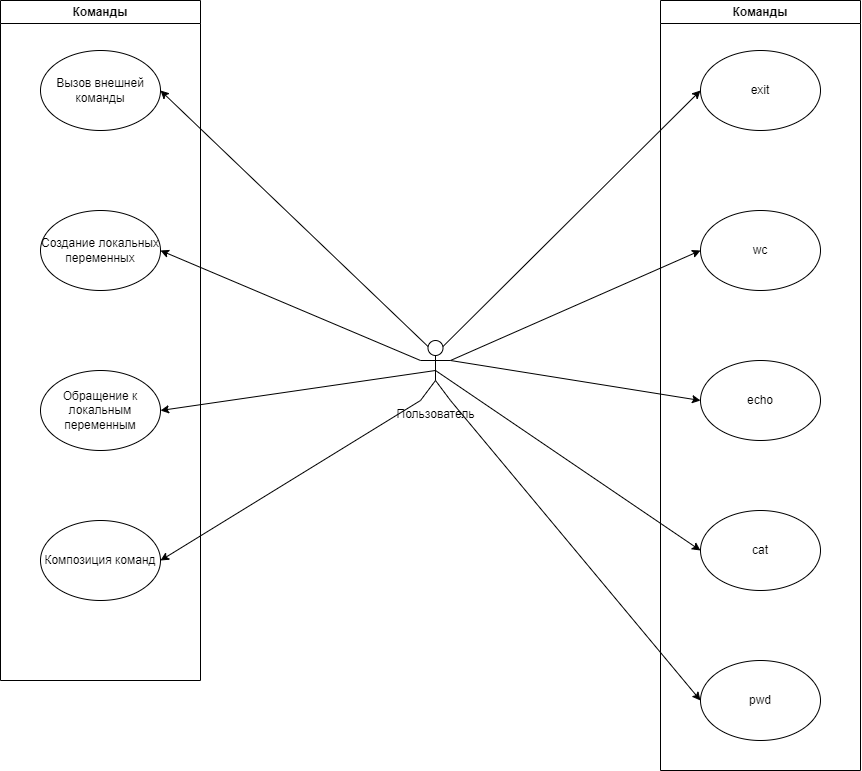 Команды
Вызов внешней
команды
Создание локальных
переменных
Обращение к
локальным
переменным
Композиция команд
Пользователь
Команды
exit
wc
echo
cat
pwd